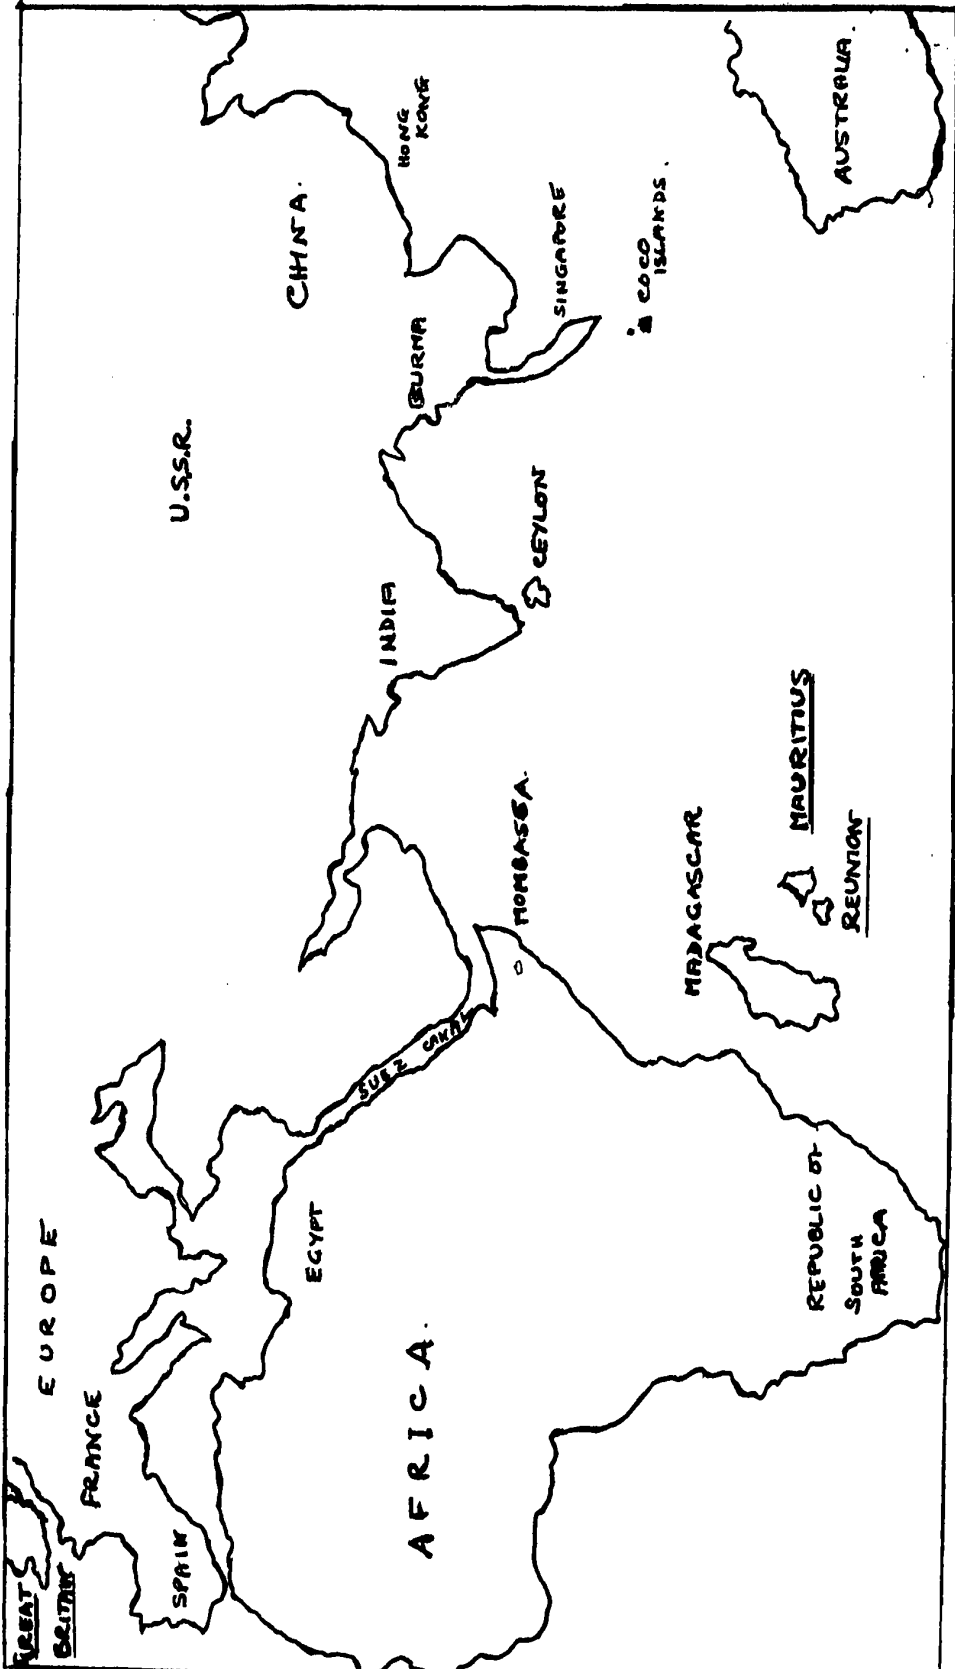 GREAT
BRITAIN
EUROPE
FRANCE
SPAIN
U.S.S.R.
CHINA.
EGYPT
SUEZ CANAL
INDIA
BURMA
HONG
KONG
AFRICA.
MOMBASSA.
CEYLON
SINGAPORE
COCO
ISLANDS.
MADAGASCAR
MAURITIUS
REUNION
REPUBLIC OF
SOUTH
AFRICA
AUSTRALIA.